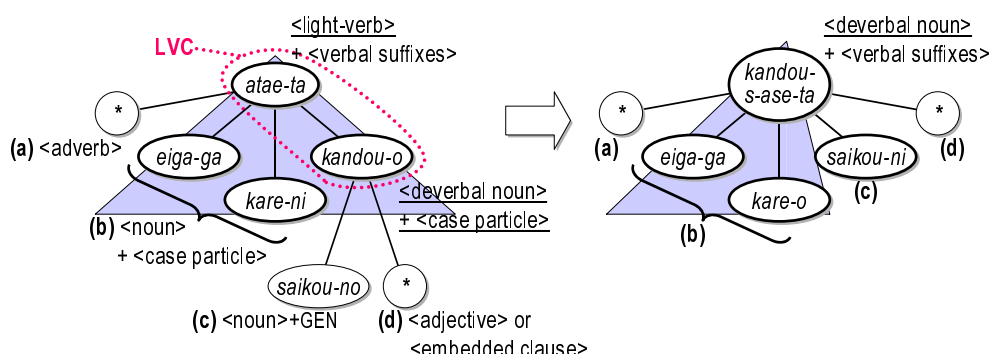 <light-verb>
+ <verbal suffixes>
LVC
atae-ta
*
(a) <adverb>
eiga-ga
kandou-o
kare-ni
<deverbal noun>
+ <case particle>
(b) <noun>
+ <case particle>
saikou-no
*
(c) <noun>+GEN
(d) <adjective> or
<embedded clause>
<deverbal noun>
+ <verbal suffixes>
kandou-
s-ase-ta
*
*
(a)
(d)
eiga-ga
saikou-ni
(c)
kare-o
(b)